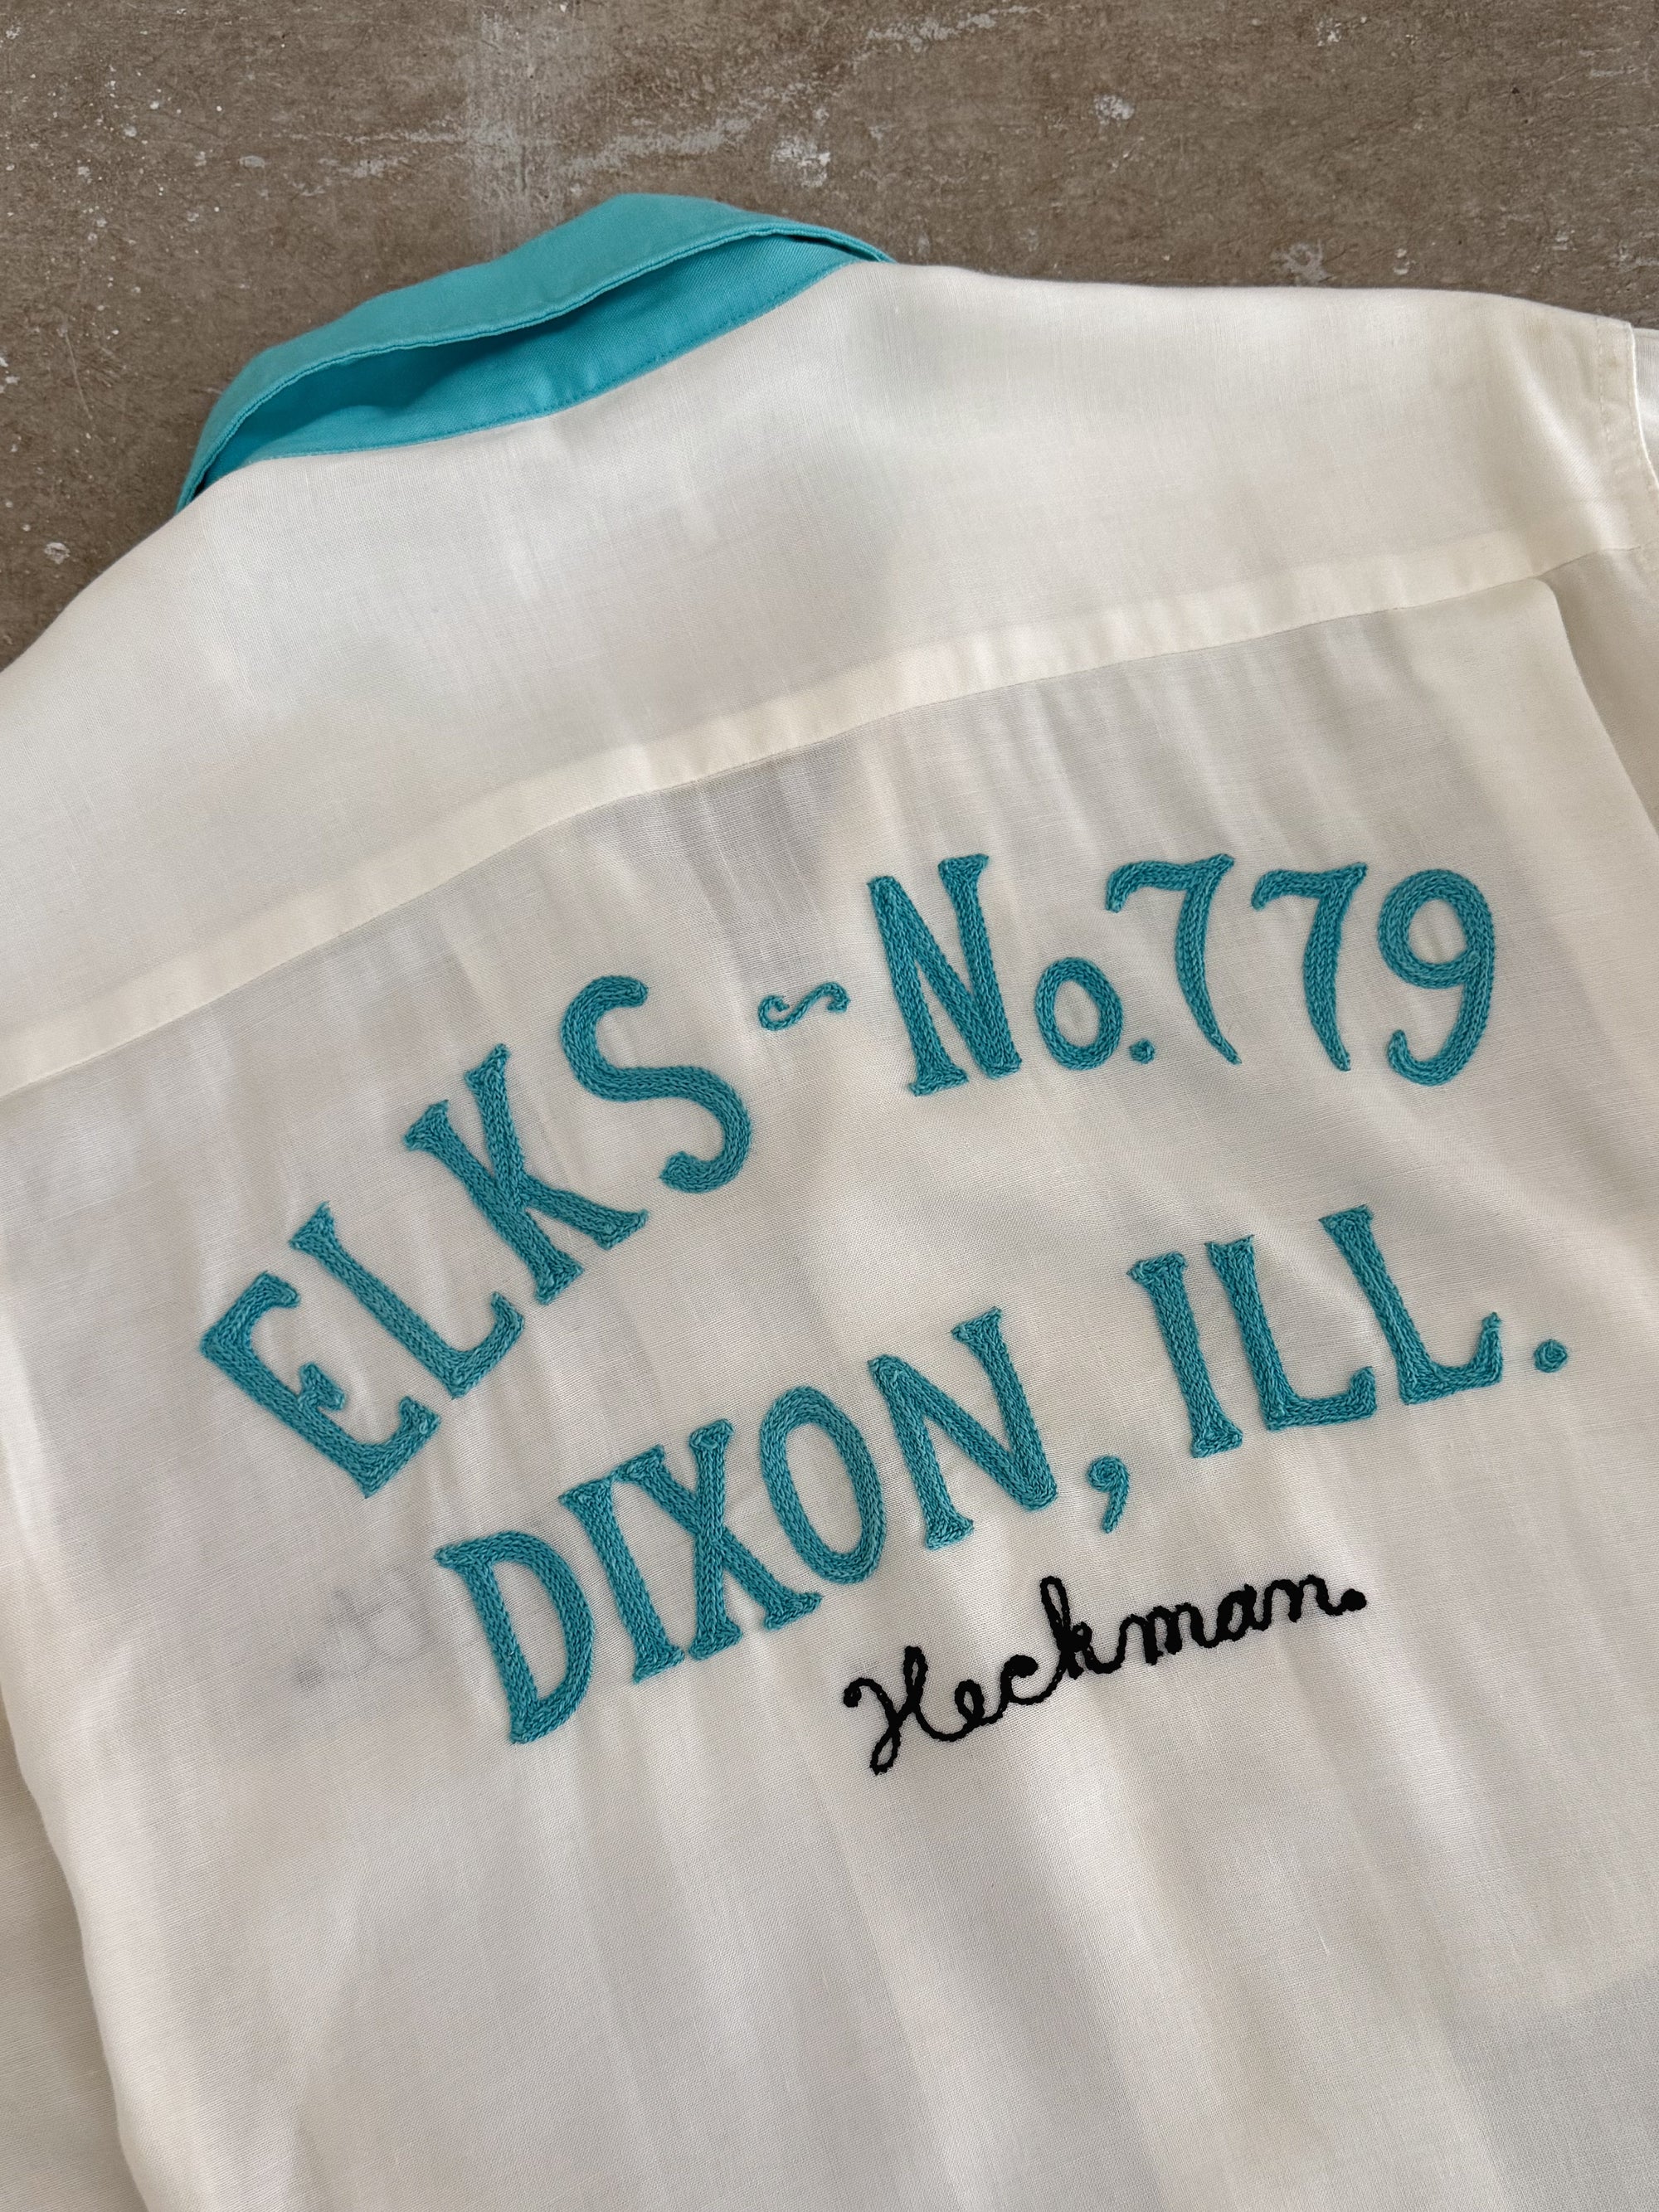 ELKS ~ No. 779
DIXON, ILL.
Heckman.